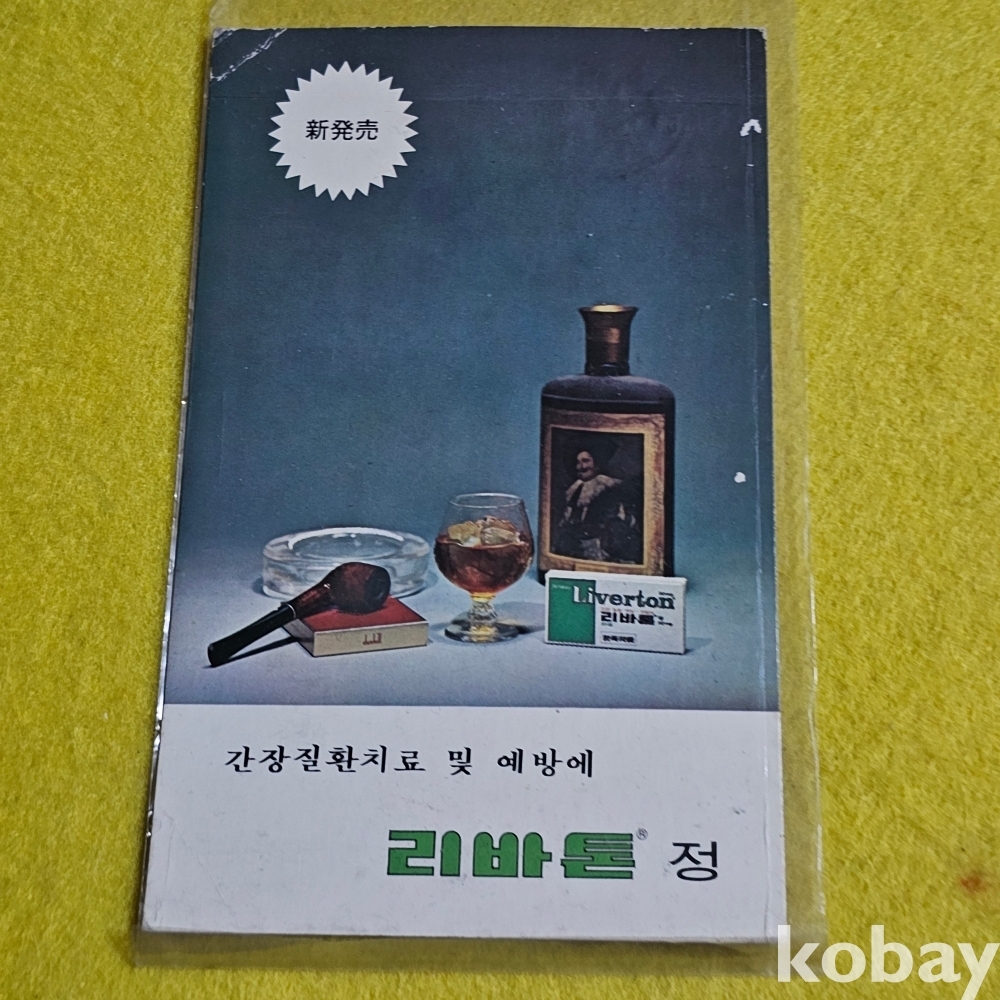 新発売
Liverton
리바톤
간장질환치료 및 예방에
리바톤® 정
kobay